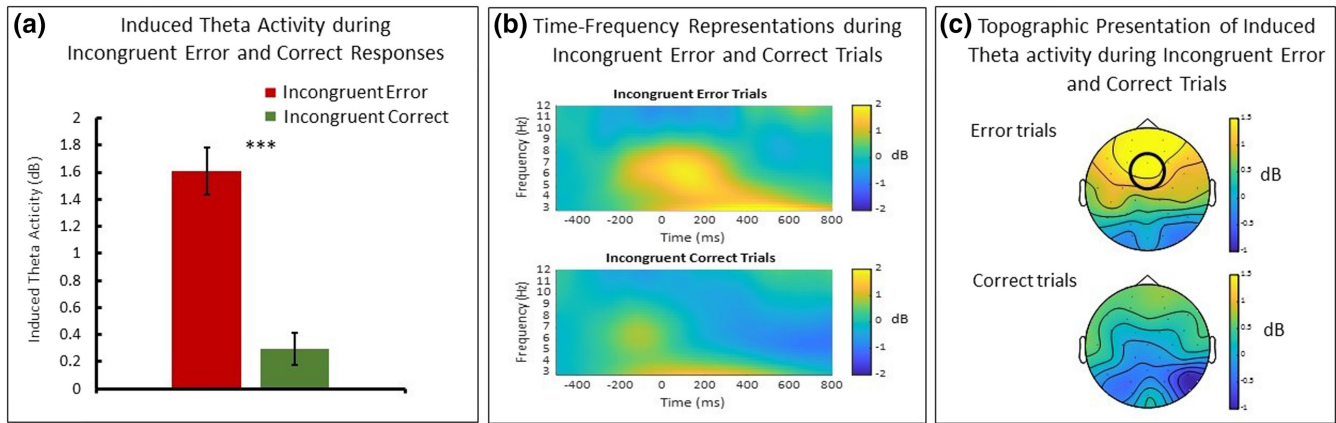 (a) Induced Theta Activity during
Incongruent Error and Correct Responses
Incongruent Error
Incongruent Correct
***
Induced Theta Activity (dB)
2
1.8
1.6
1.4
1.2
1
0.8
0.6
0.4
0.2
0
(b) Time-Frequency Representations during
Incongruent Error and Correct Trials
Incongruent Error Trials
Frequency (Hz)
12
11
10
9
8
7
6
5
4
3
-400 -200 0 200 400 600 800
Time (ms)
2
1
0
-1
-2
dB
Incongruent Correct Trials
Frequency (Hz)
12
11
10
9
8
7
6
5
4
3
-400 -200 0 200 400 600 800
Time (ms)
2
1
0
-1
-2
dB
(c) Topographic Presentation of Induced
Theta activity during Incongruent Error
and Correct Trials
Error trials
1.5
1
0.5
0
-0.5
-1
dB
Correct trials
1.5
1
0.5
0
-0.5
-1
dB